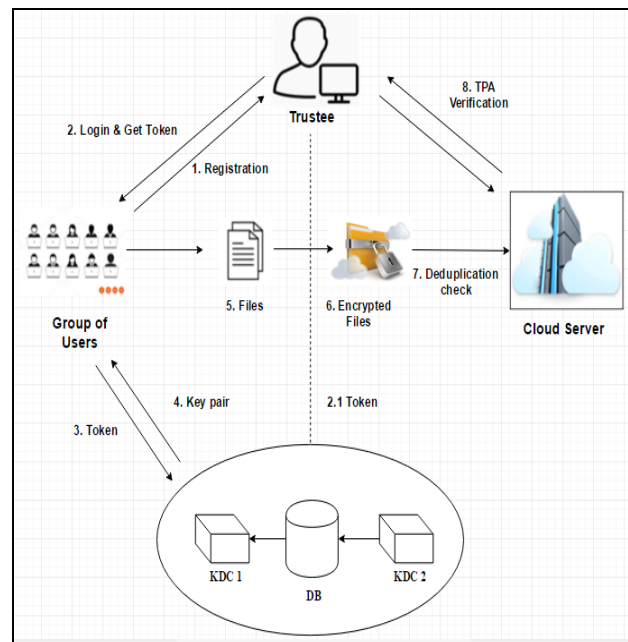 8. TPA
Verification
Trustee
2. Login & Get Token
1. Registration
5. Files
6. Encrypted
Files
7. Deduplication
check
Cloud Server
Group of
Users
4. Key pair
3. Token
2.1 Token
KDC 1
DB
KDC 2